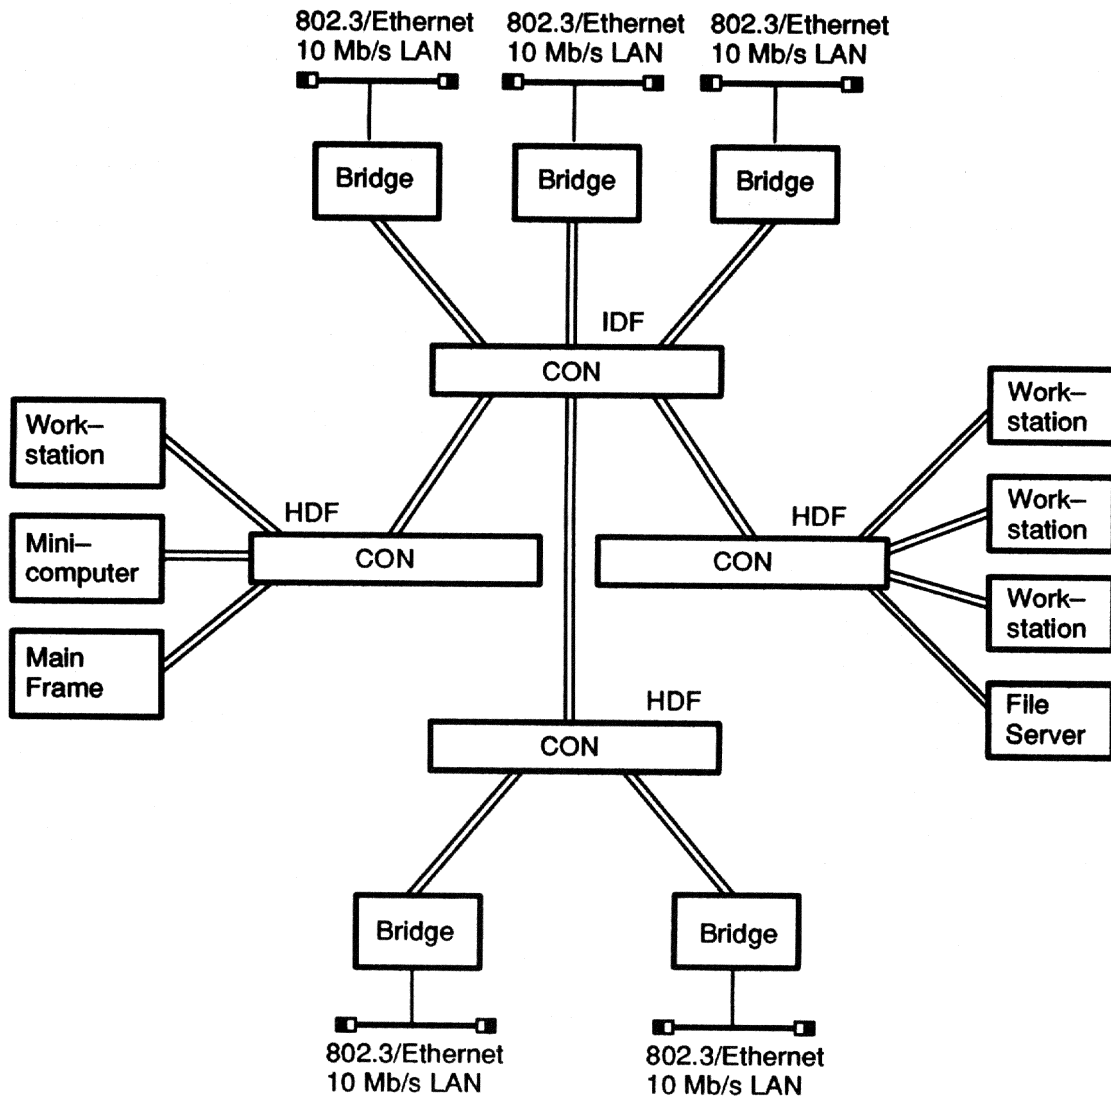 802.3/Ethernet
10 Mb/s LAN
802.3/Ethernet
10 Mb/s LAN
802.3/Ethernet
10 Mb/s LAN
Bridge
Bridge
Bridge
IDF
CON
Work–
station
Mini–
computer
Main
Frame
HDF
CON
HDF
CON
Work–
station
Work–
station
Work–
station
File
Server
HDF
CON
Bridge
Bridge
802.3/Ethernet
10 Mb/s LAN
802.3/Ethernet
10 Mb/s LAN